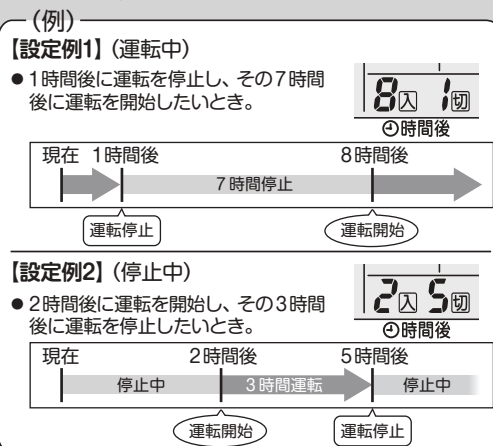 (例)
【設定例1】(運転中)
●1時間後に運転を停止し、その7時間
後に運転を開始したいとき。
8入 1切
時間後
現在 1時間後 8時間後
7時間停止
運転停止 運転開始
【設定例2】(停止中)
●2時間後に運転を開始し、その3時間
後に運転を停止したいとき。
2入 5切
時間後
現在 2時間後 5時間後
停止中 3時間運転 停止中
運転開始 運転停止